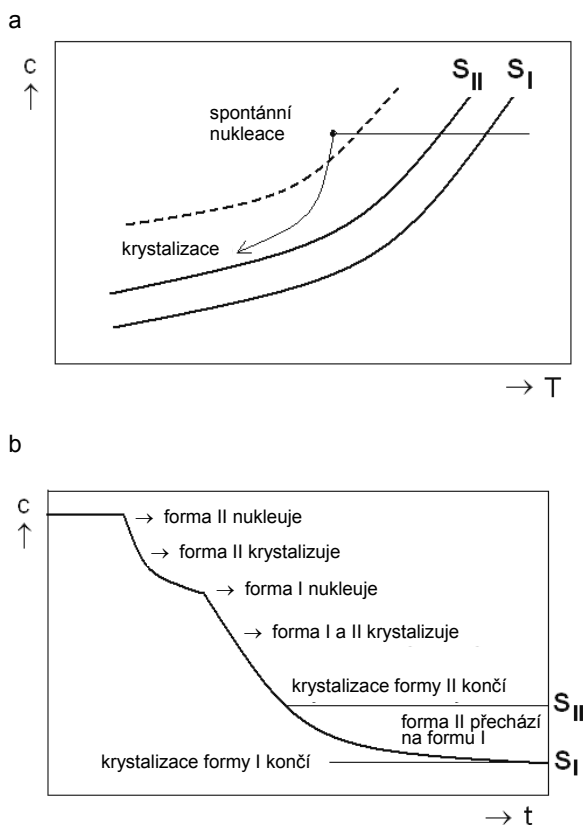 a
c
↑
S_II S_I
spontánní
nukleace
krystalizace
→ T
b
c
↑
→ forma II nukleuje
→ forma II krystalizuje
→ forma I nukleuje
→ forma I a II krystalizuje
krystalizace formy II končí
S_II
forma II přechází
na formu I
krystalizace formy I končí
S_I
→ t